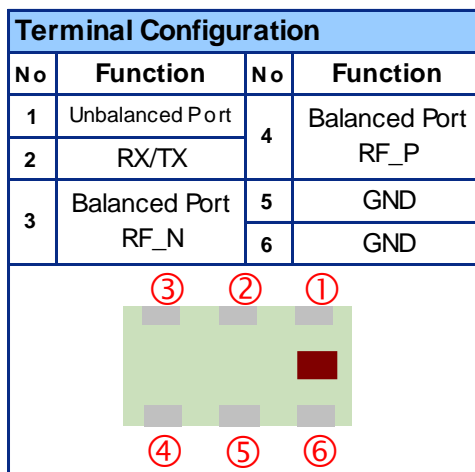 Terminal Configuration
No Function No Function
1 Unbalanced Port 4 Balanced Port RF_P
2 RX/TX
3 Balanced Port RF_N 5 GND
6 GND
③ ② ①
④ ⑤ ⑥